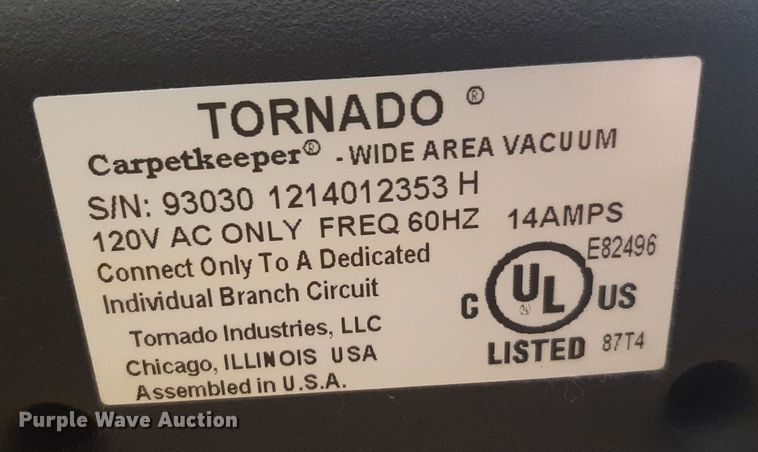 TORNADO ®
Carpetkeeper® - WIDE AREA VACUUM
S/N: 93030 1214012353 H
120V AC ONLY FREQ 60HZ 14AMPS
Connect Only To A Dedicated
Individual Branch Circuit
Tornado Industries, LLC
Chicago, ILLINOIS USA
Assembled in U.S.A.
E82496
C UL US
LISTED 87T4
Purple Wave Auction